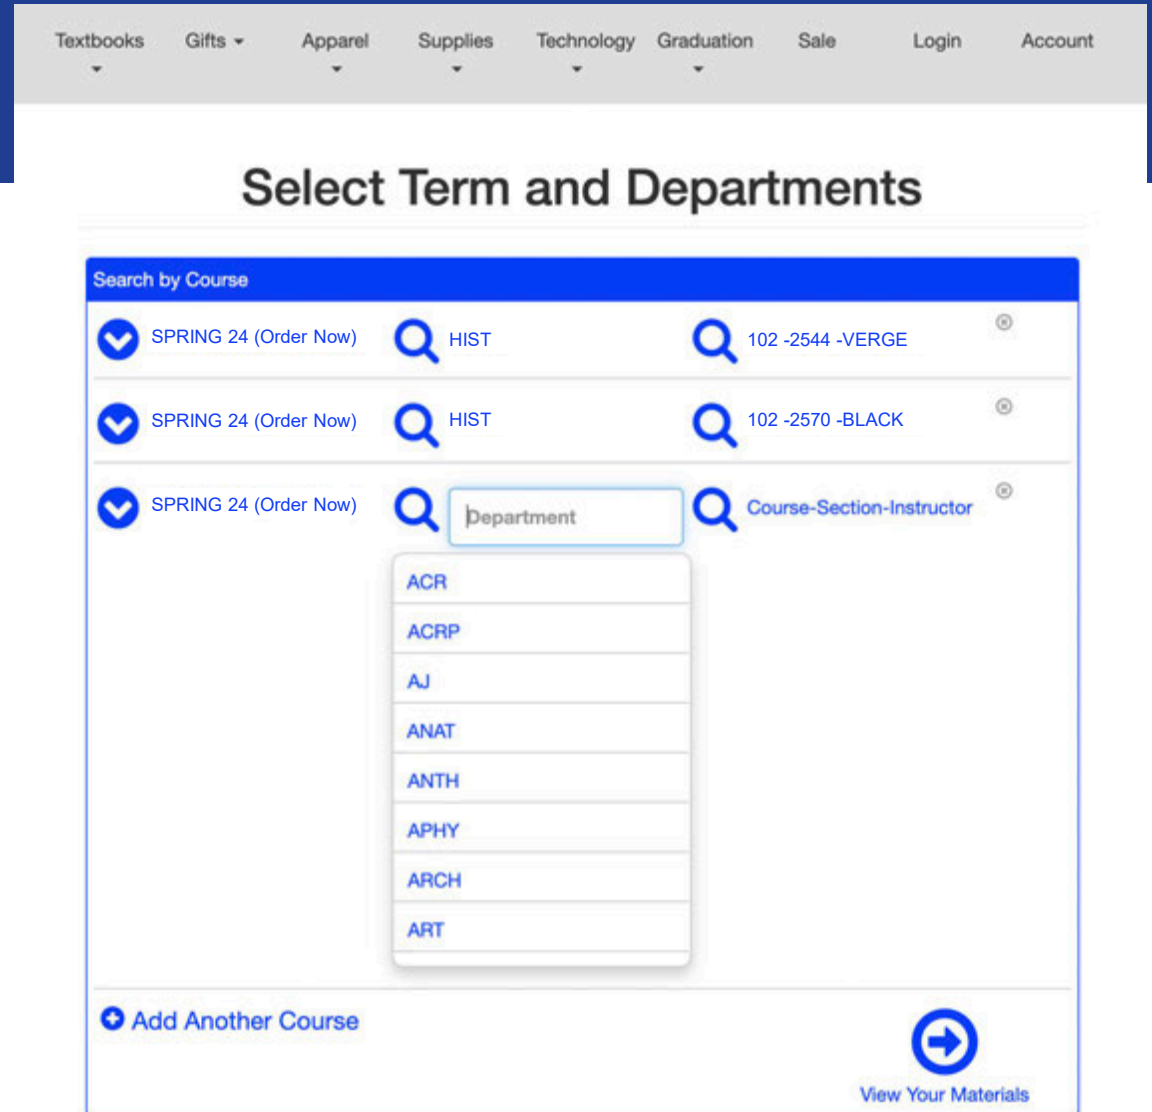 Textbooks Gifts Apparel Supplies Technology Graduation Sale Login Account
Select Term and Departments
Search by Course
SPRING 24 (Order Now) HIST 102 -2544 -VERGE
SPRING 24 (Order Now) HIST 102 -2570 -BLACK
SPRING 24 (Order Now) Department Course-Section-Instructor
ACR
ACRP
AJ
ANAT
ANTH
APHY
ARCH
ART
Add Another Course
View Your Materials